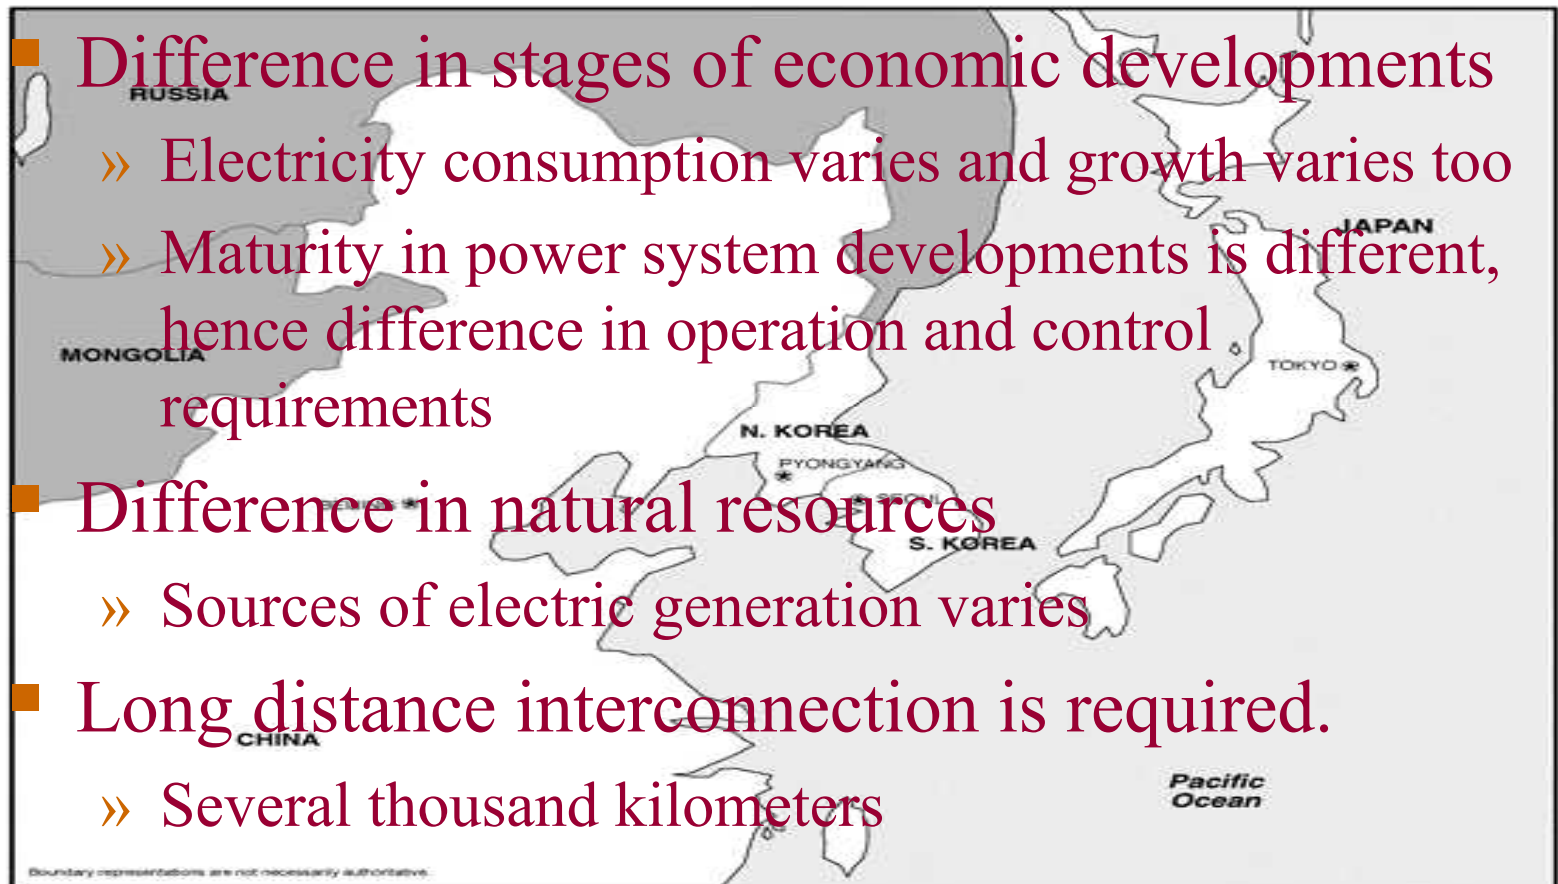 ■ Difference in stages of economic developments
RUSSIA
» Electricity consumption varies and growth varies too
JAPAN
» Maturity in power system developments is different,
hence difference in operation and control
MONGOLIA
TOKYO
requirements
N. KOREA
PYONGYANG
BEIJING
SEOUL
■ Difference in natural resources
S. KOREA
» Sources of electric generation varies
■ Long distance interconnection is required.
CHINA
Pacific
Ocean
» Several thousand kilometers
Boundary representations are not necessarily authoritative.